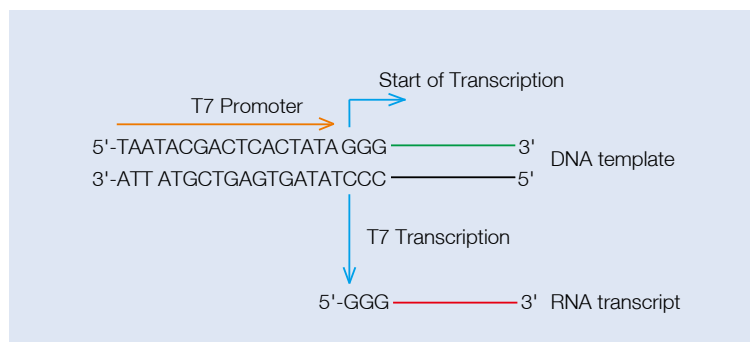 Start of Transcription
T7 Promoter
5'-TAATACGACTCACTATA GGG 3'
DNA template
3'-ATT ATGCTGAGTGATATCCC 5'
T7 Transcription
5'-GGG 3' RNA transcript